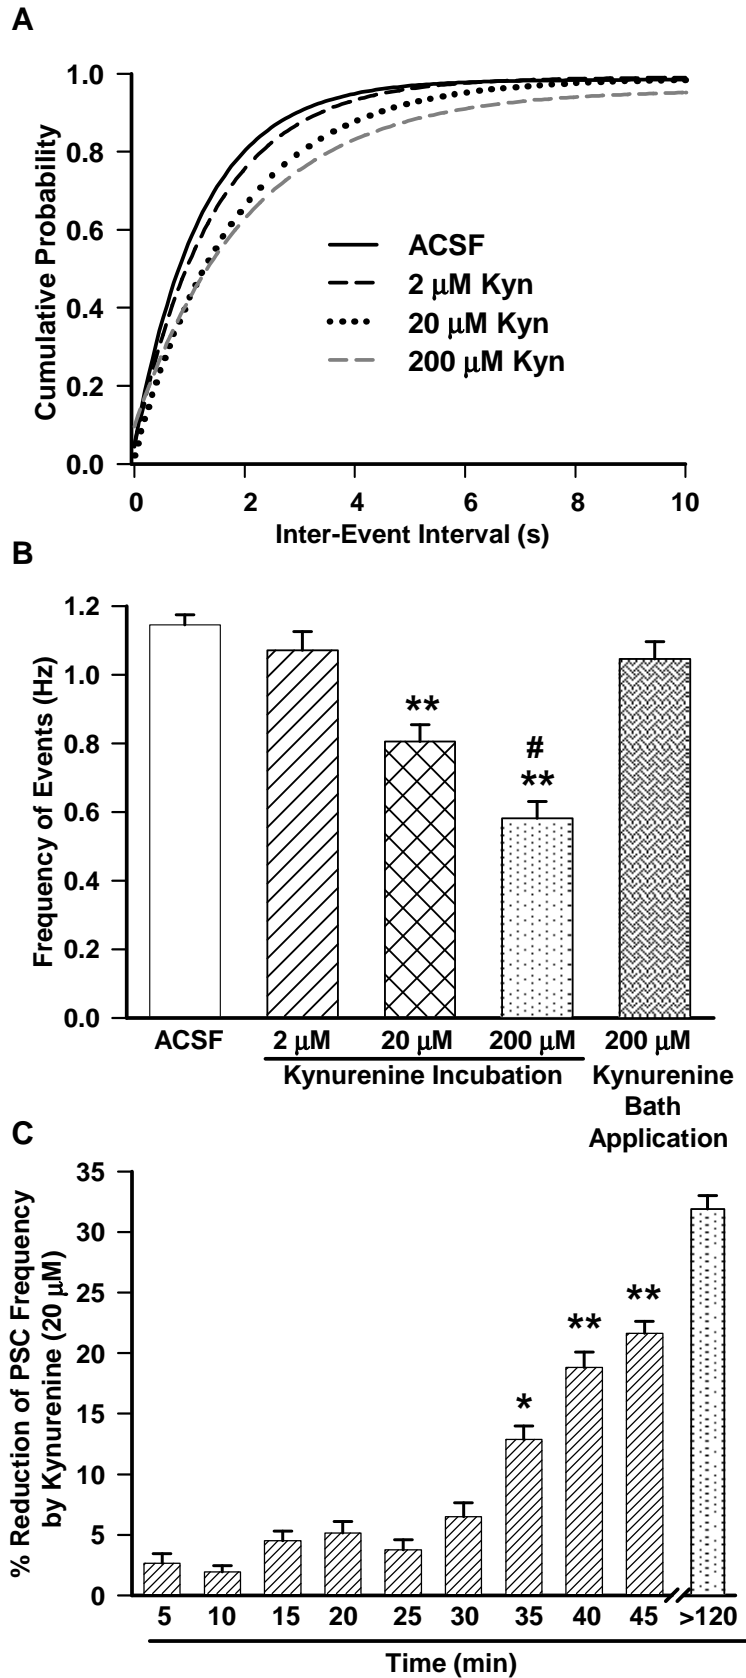 A
1.0
0.8
0.6
0.4
0.2
0.0
Cumulative Probability
ACSF
2 μM Kyn
20 μM Kyn
200 μM Kyn
0 2 4 6 8 10
Inter-Event Interval (s)
B
1.2
1.0
0.8
0.6
0.4
0.2
0.0
Frequency of Events (Hz)
**
#
**
ACSF 2 μM 20 μM 200 μM 200 μM
Kynurenine Incubation
Kynurenine
Bath
Application
C
35
30
25
20
15
10
5
0
% Reduction of PSC Frequency
by Kynurenine (20 μM)
*
**
**
5 10 15 20 25 30 35 40 45 >120
Time (min)